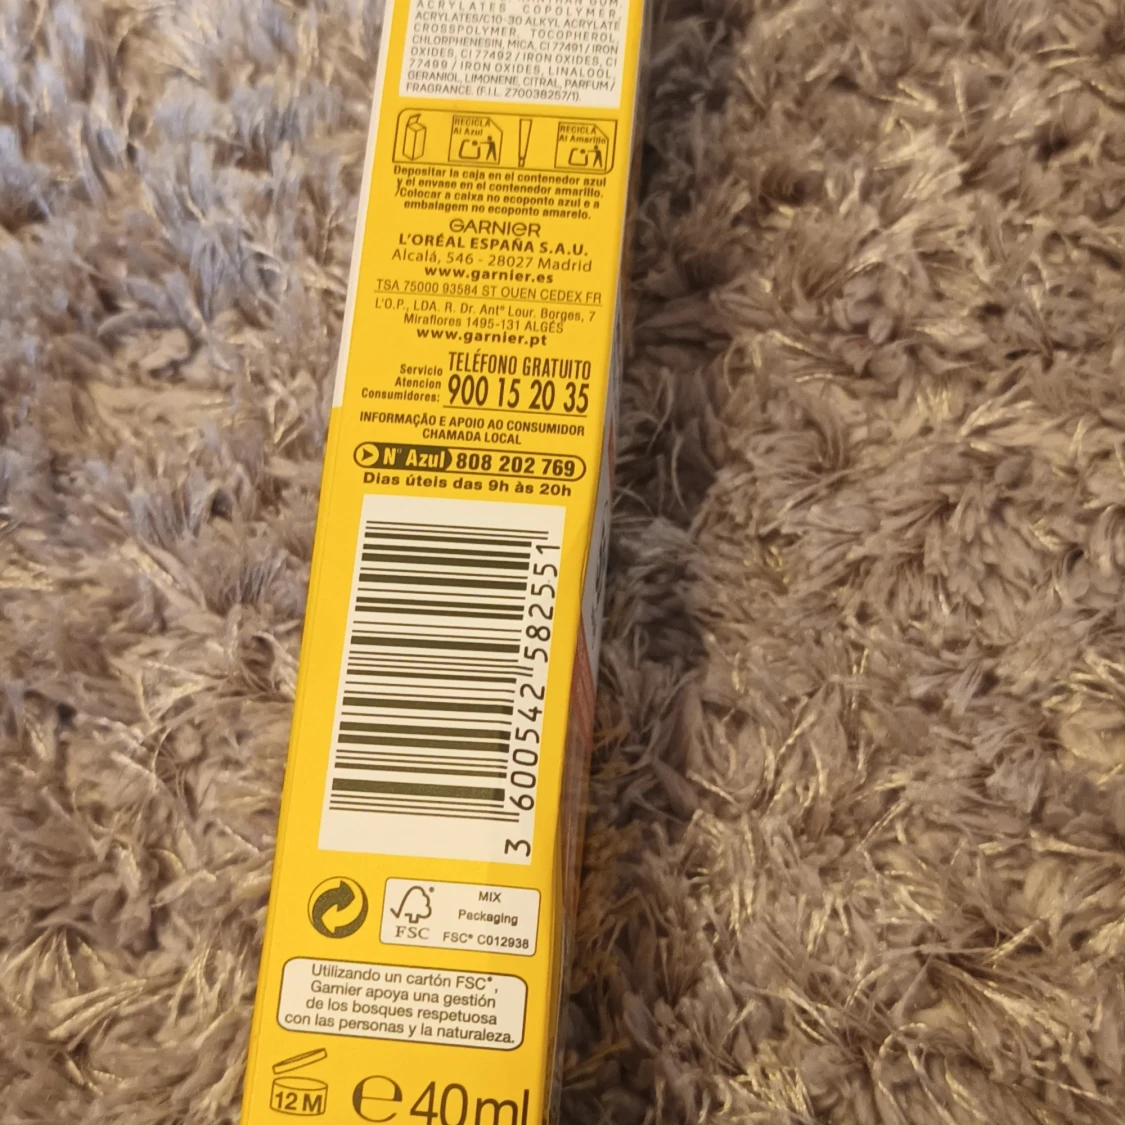 ACRYLATES COPOLYMER,
ACRYLATES/C10-30 ALKYL ACRYLATE
CROSSPOLYMER, TOCOPHEROL,
CHLORPHENESIN, MICA, CI 77491 / IRON
OXIDES, CI 77492 / IRON OXIDES, CI
77499 / IRON OXIDES, LINALOOL,
GERANIOL, LIMONENE, CITRAL, PARFUM /
FRAGRANCE. (F.I.L. Z70038257/1).
RECICLA
Al Azul
RECICLA
Al Amarillo
Depositar la caja en el contenedor azul
y el envase en el contenedor amarillo.
Colocar a caixa no ecoponto azul e a
embalagem no ecoponto amarelo.
GARNIER
L'ORÉAL ESPAÑA S.A.U.
Alcalá, 546 - 28027 Madrid
www.garnier.es
TSA 75000 93584 ST OUEN CEDEX FR
L'O.P., LDA. R. Dr. Antº Lour. Borges, 7
Miraflores 1495-131 ALGÉS
www.garnier.pt
Servicio
Atencion
Consumidores:
TELÉFONO GRATUITO
900 15 20 35
INFORMAÇÃO E APOIO AO CONSUMIDOR
CHAMADA LOCAL
Nº Azul 808 202 769
Dias úteis das 9h às 20h
3 600542 582551
FSC
MIX
Packaging
FSC® C012938
Utilizando un cartón FSC®,
Garnier apoya una gestión
de los bosques respetuosa
con las personas y la naturaleza.
12 M
e 40 ml